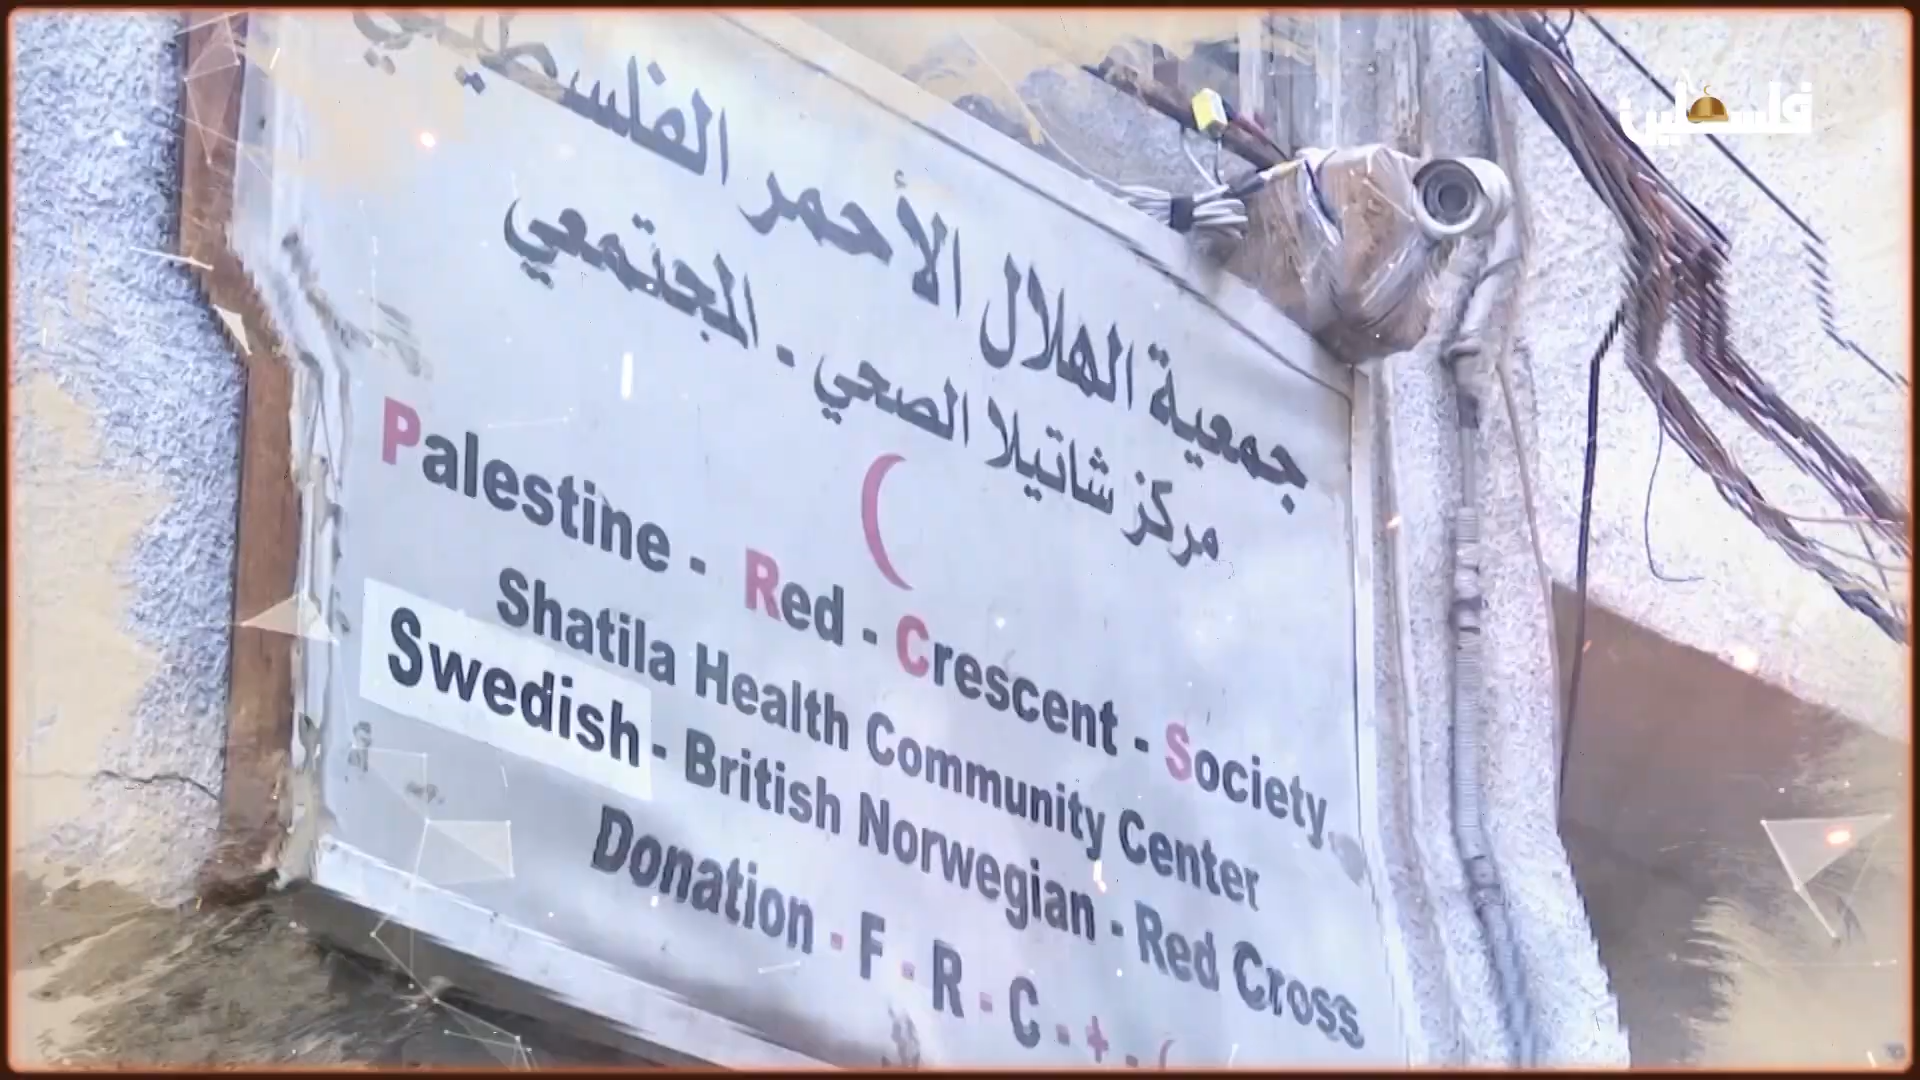 فلسطين
جمعية الهلال الأحمر الفلسطيني
مركز شاتيلا الصحي - المجتمعي
Palestine - Red - Crescent - Society
Shatila Health Community Center
Swedish - British Norwegian - Red Cross
Donation - F - R - C - + - (